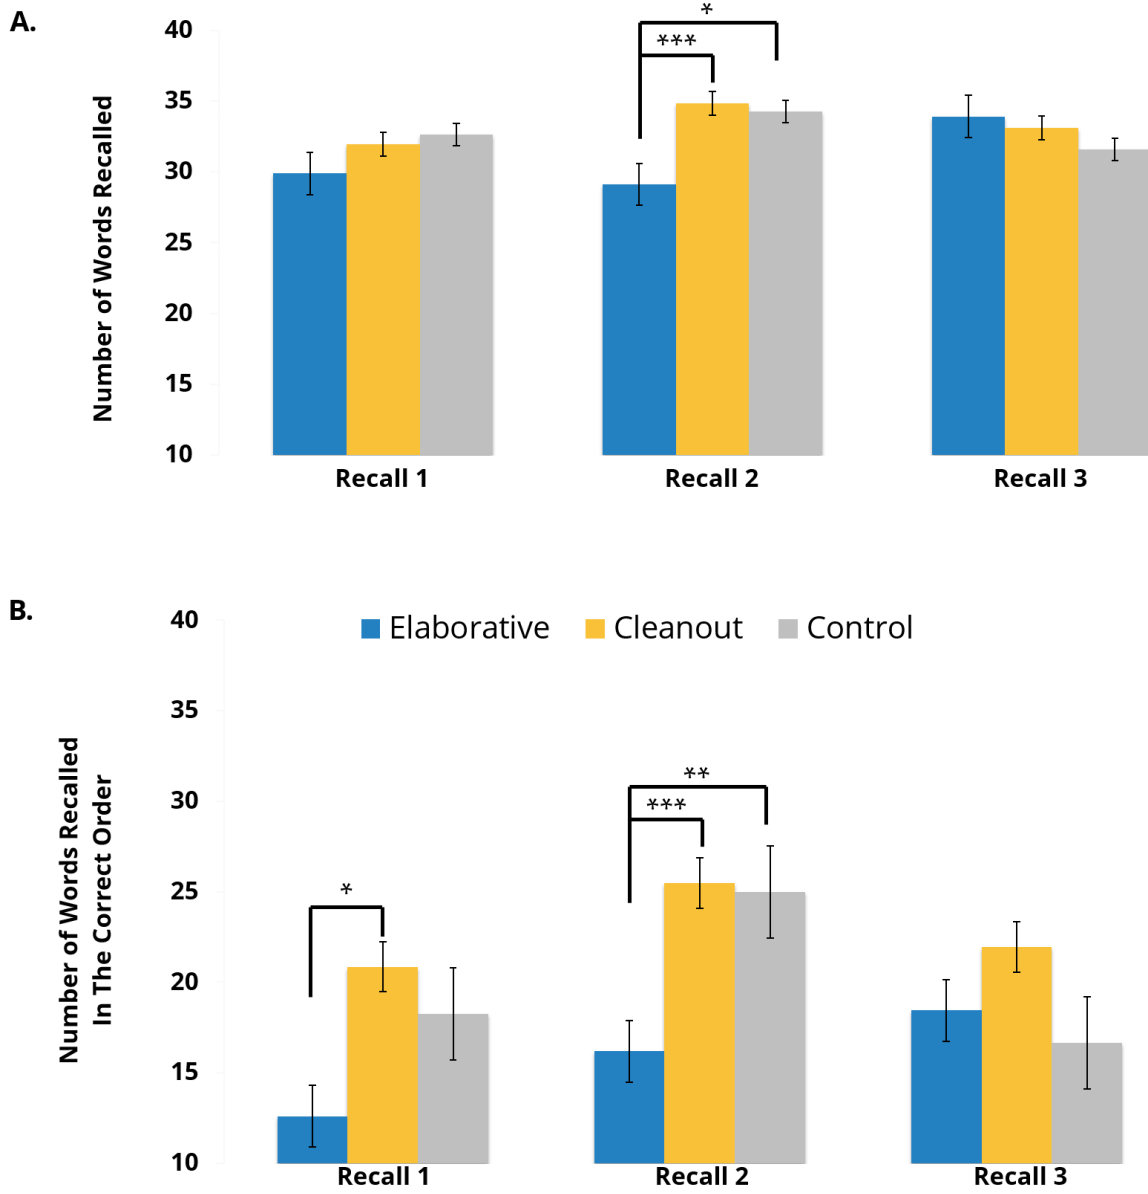 A.
Number of Words Recalled
40
35
30
25
20
15
10
*
***
Recall 1
Recall 2
Recall 3
B.
Number of Words Recalled
In The Correct Order
40
35
30
25
20
15
10
Elaborative
Cleanout
Control
*
**
***
Recall 1
Recall 2
Recall 3